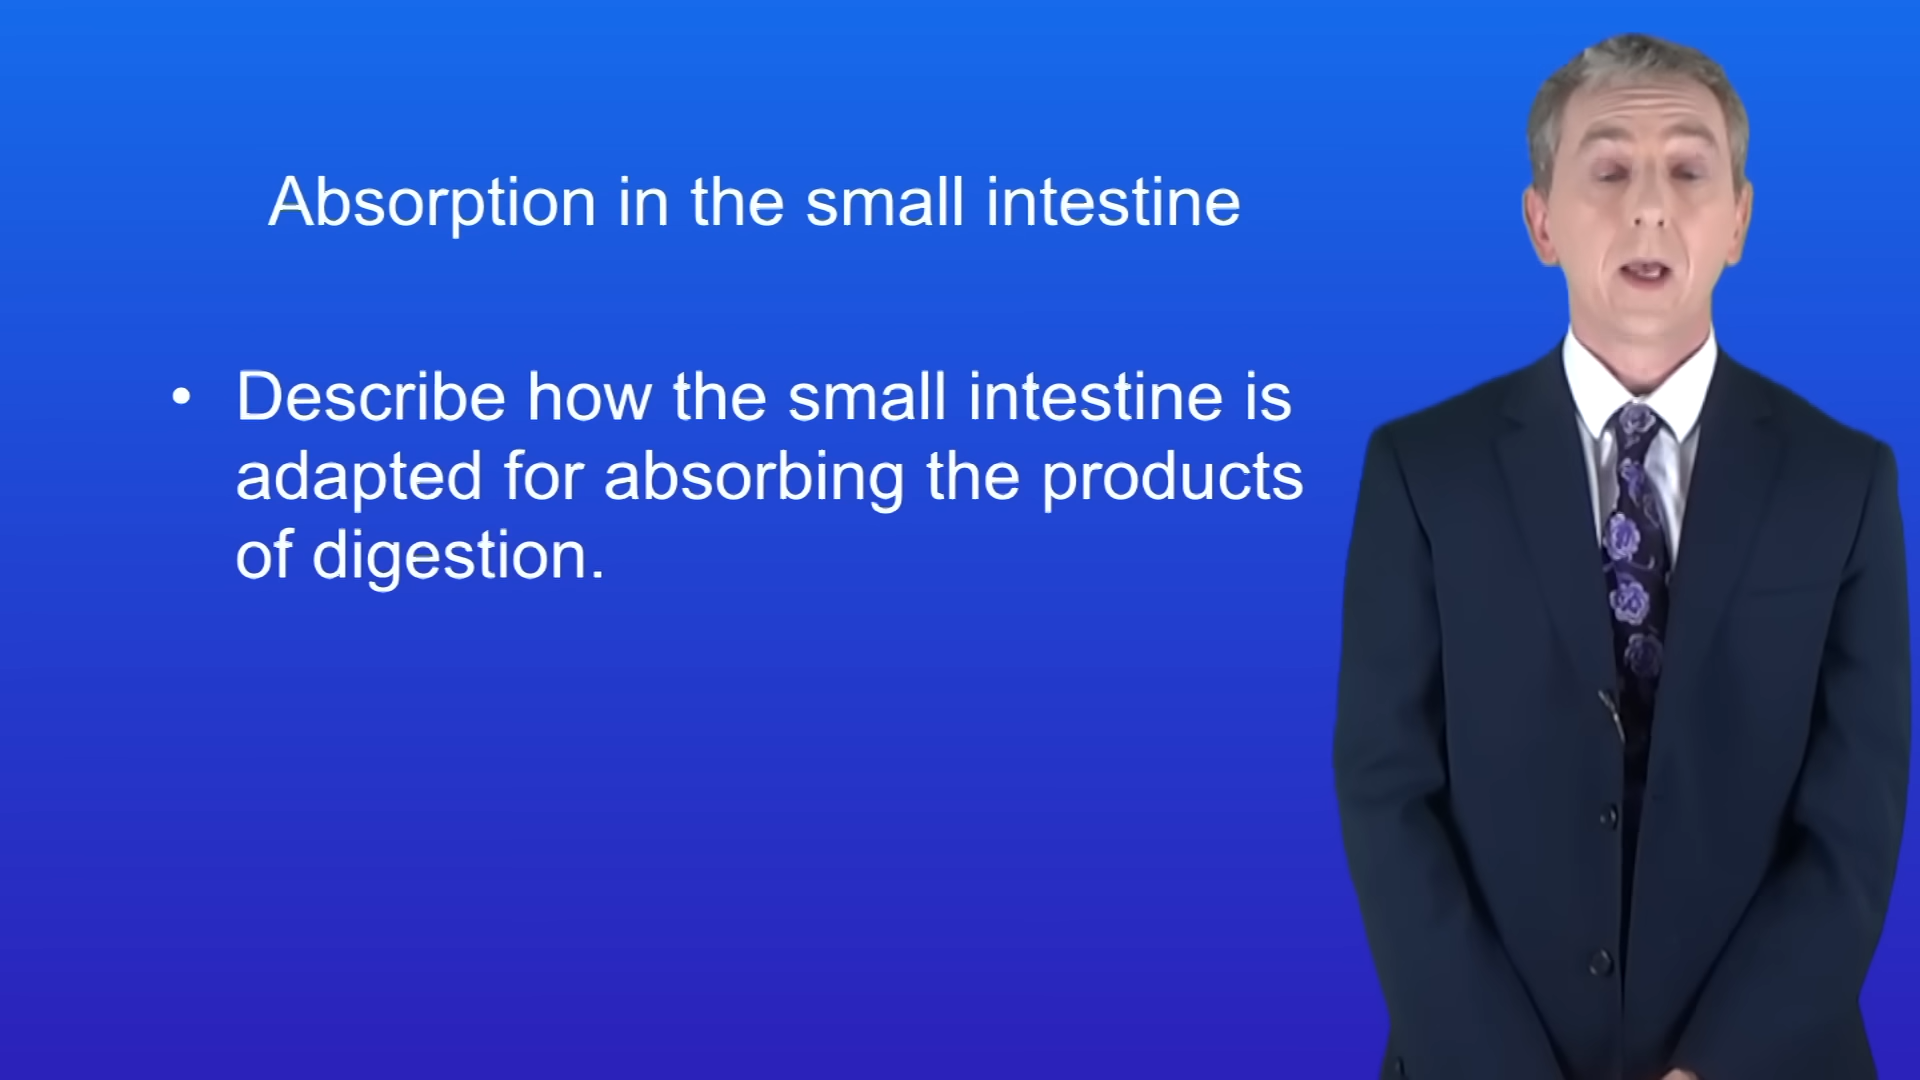 Absorption in the small intestine
• Describe how the small intestine is
adapted for absorbing the products
of digestion.